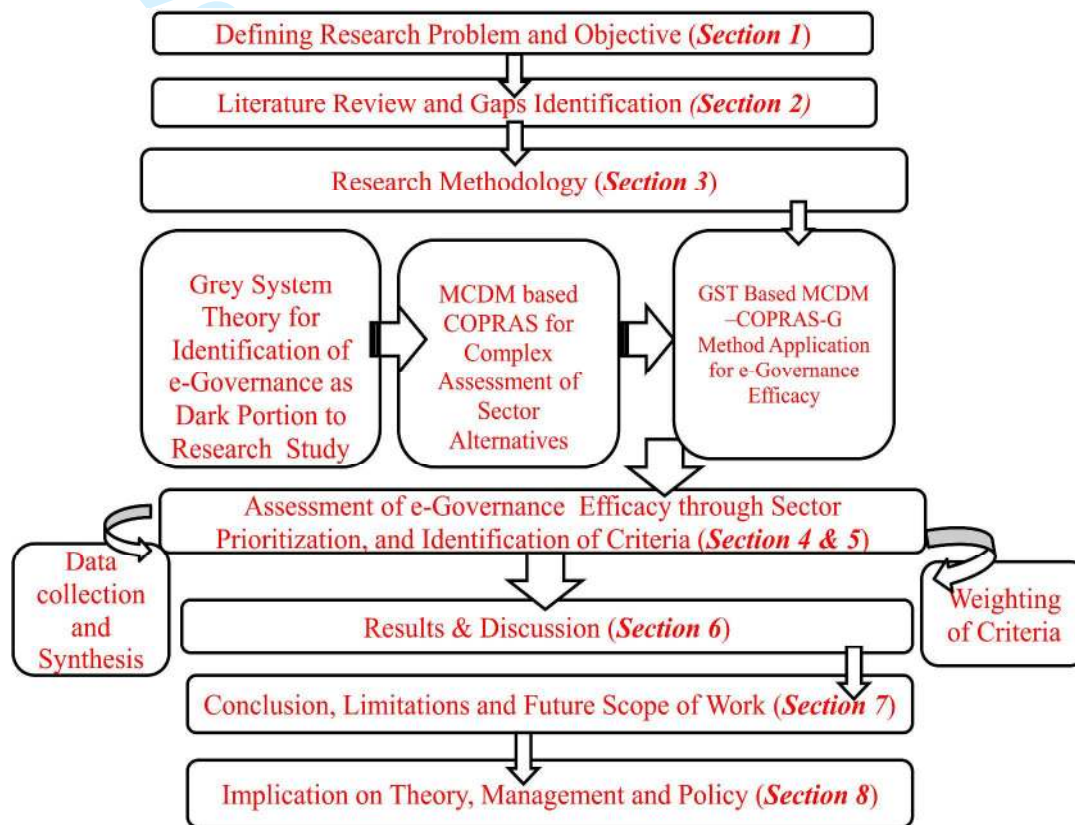 Defining Research Problem and Objective (Section 1)
Literature Review and Gaps Identification (Section 2)
Research Methodology (Section 3)
Grey System
Theory for
Identification of
e-Governance as
Dark Portion to
Research Study
MCDM based
COPRAS for
Complex
Assessment of
Sector
Alternatives
GST Based MCDM
–COPRAS-G
Method Application
for e-Governance
Efficacy
Assessment of e-Governance Efficacy through Sector
Prioritization, and Identification of Criteria (Section 4 & 5)
Data
collection
and
Synthesis
Weighting
of Criteria
Results & Discussion (Section 6)
Conclusion, Limitations and Future Scope of Work (Section 7)
Implication on Theory, Management and Policy (Section 8)